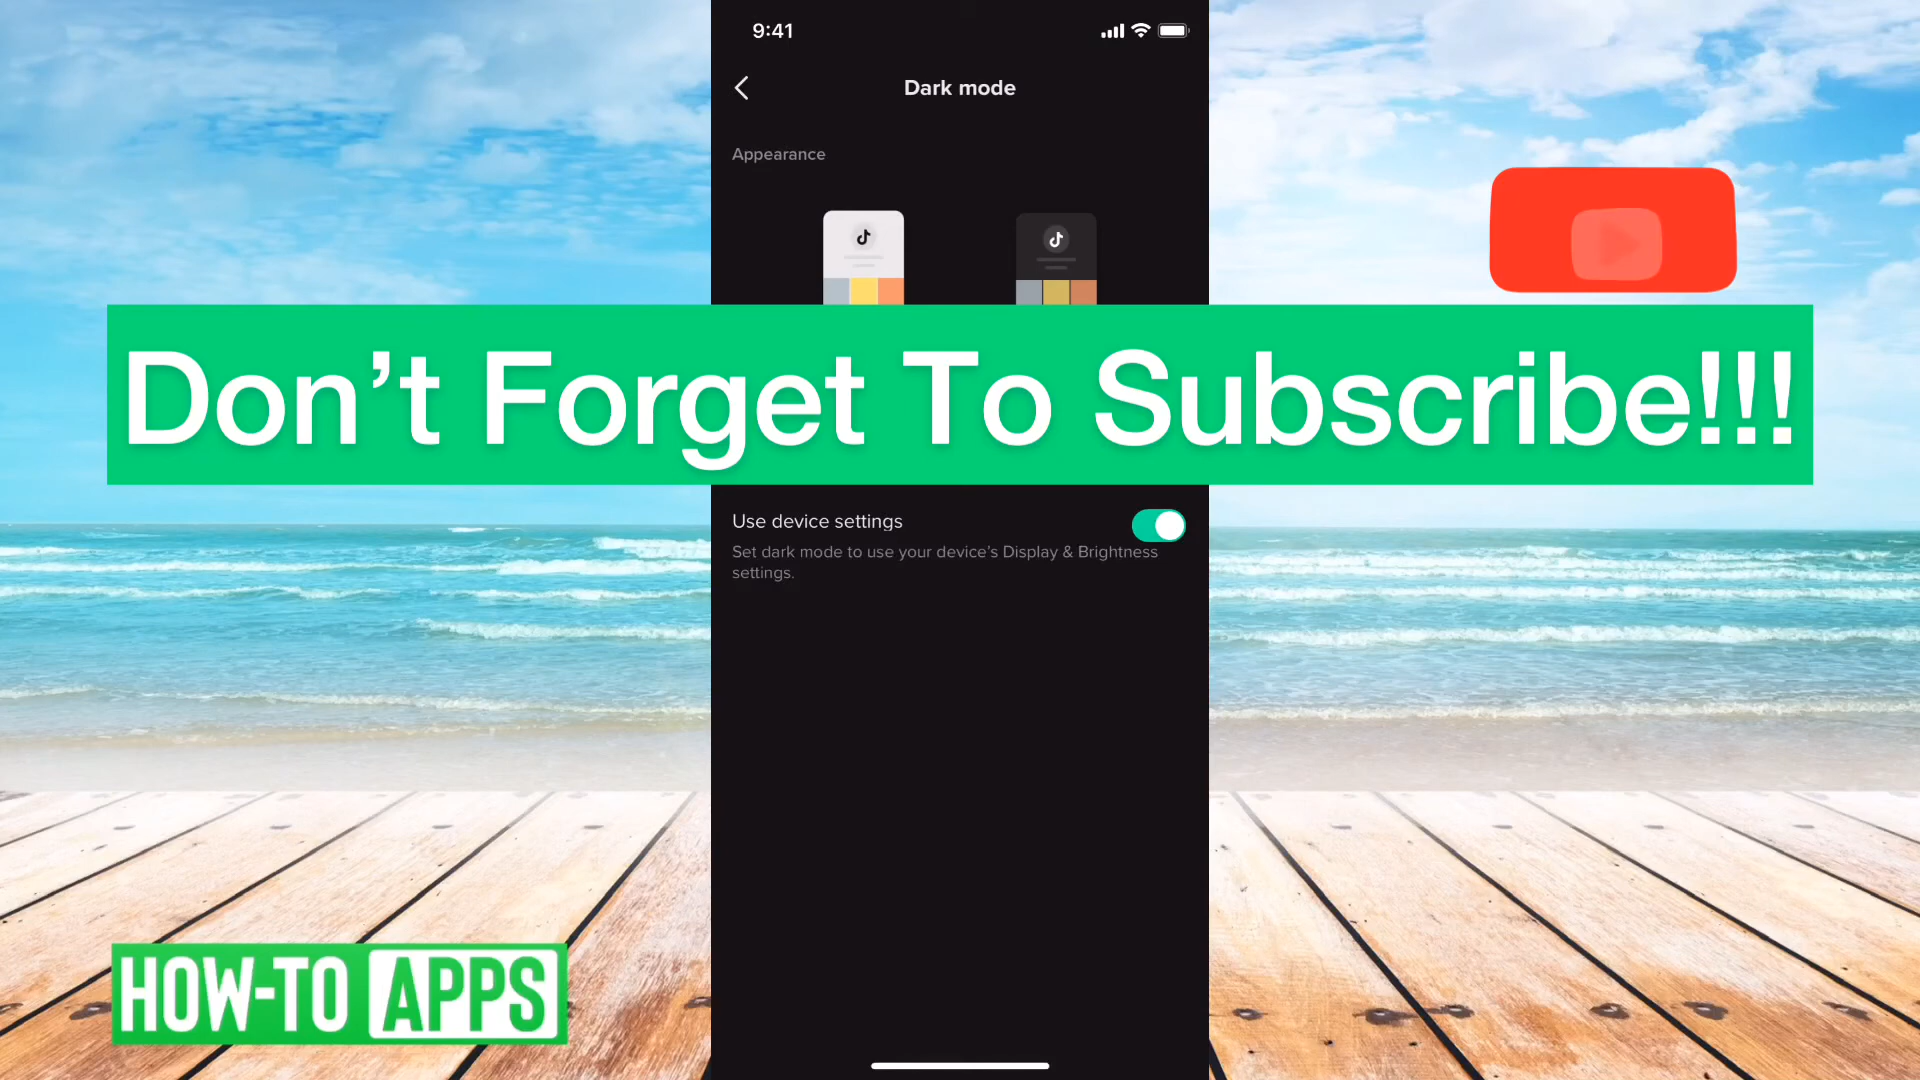 9:41
Dark mode
Appearance
Don’t Forget To Subscribe!!!
Use device settings
Set dark mode to use your device’s Display & Brightness
settings.
HOW-TO APPS